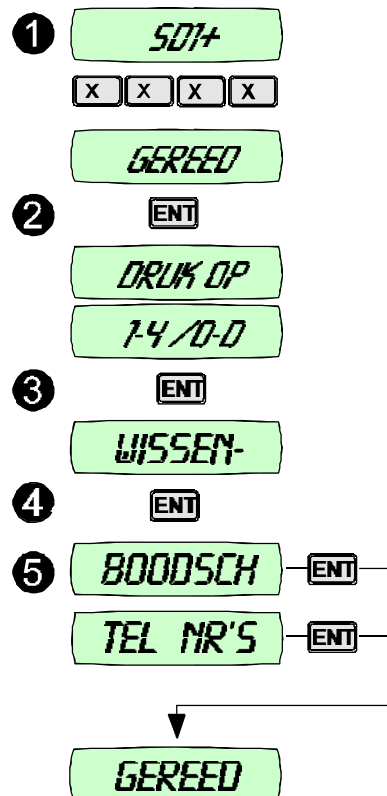 1 SD1+
X X X X
GEREED
2 ENT
DRUK OP
1-4 /0-D
3 ENT
WISSEN-
4 ENT
5 BOODSCH ENT
TEL NR'S ENT
GEREED